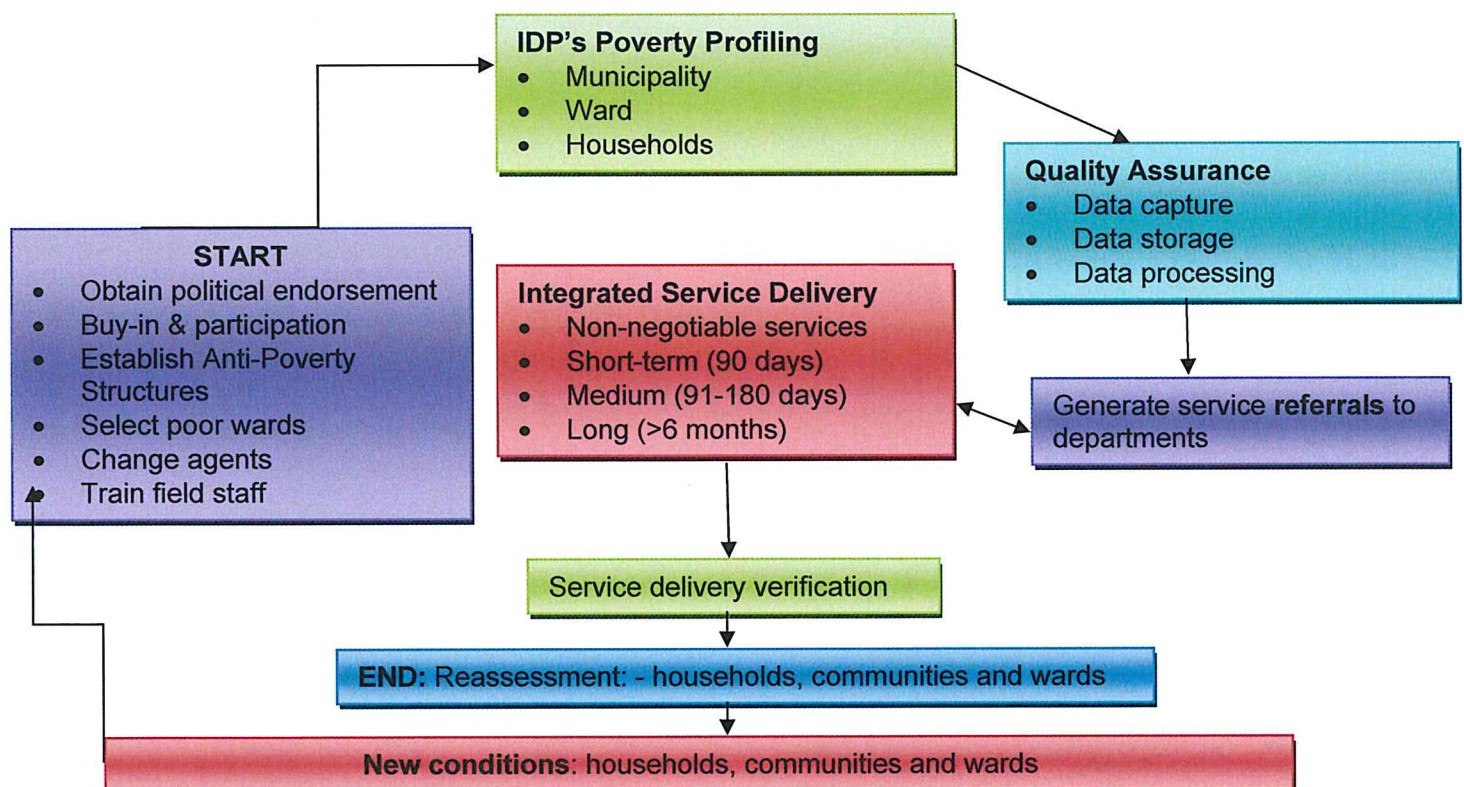 IDP's Poverty Profiling
• Municipality
• Ward
• Households
Quality Assurance
• Data capture
• Data storage
• Data processing
START
• Obtain political endorsement
• Buy-in & participation
• Establish Anti-Poverty
Structures
• Select poor wards
• Change agents
• Train field staff
Integrated Service Delivery
• Non-negotiable services
• Short-term (90 days)
• Medium (91-180 days)
• Long (>6 months)
Generate service referrals to
departments
Service delivery verification
END: Reassessment: - households, communities and wards
New conditions: households, communities and wards